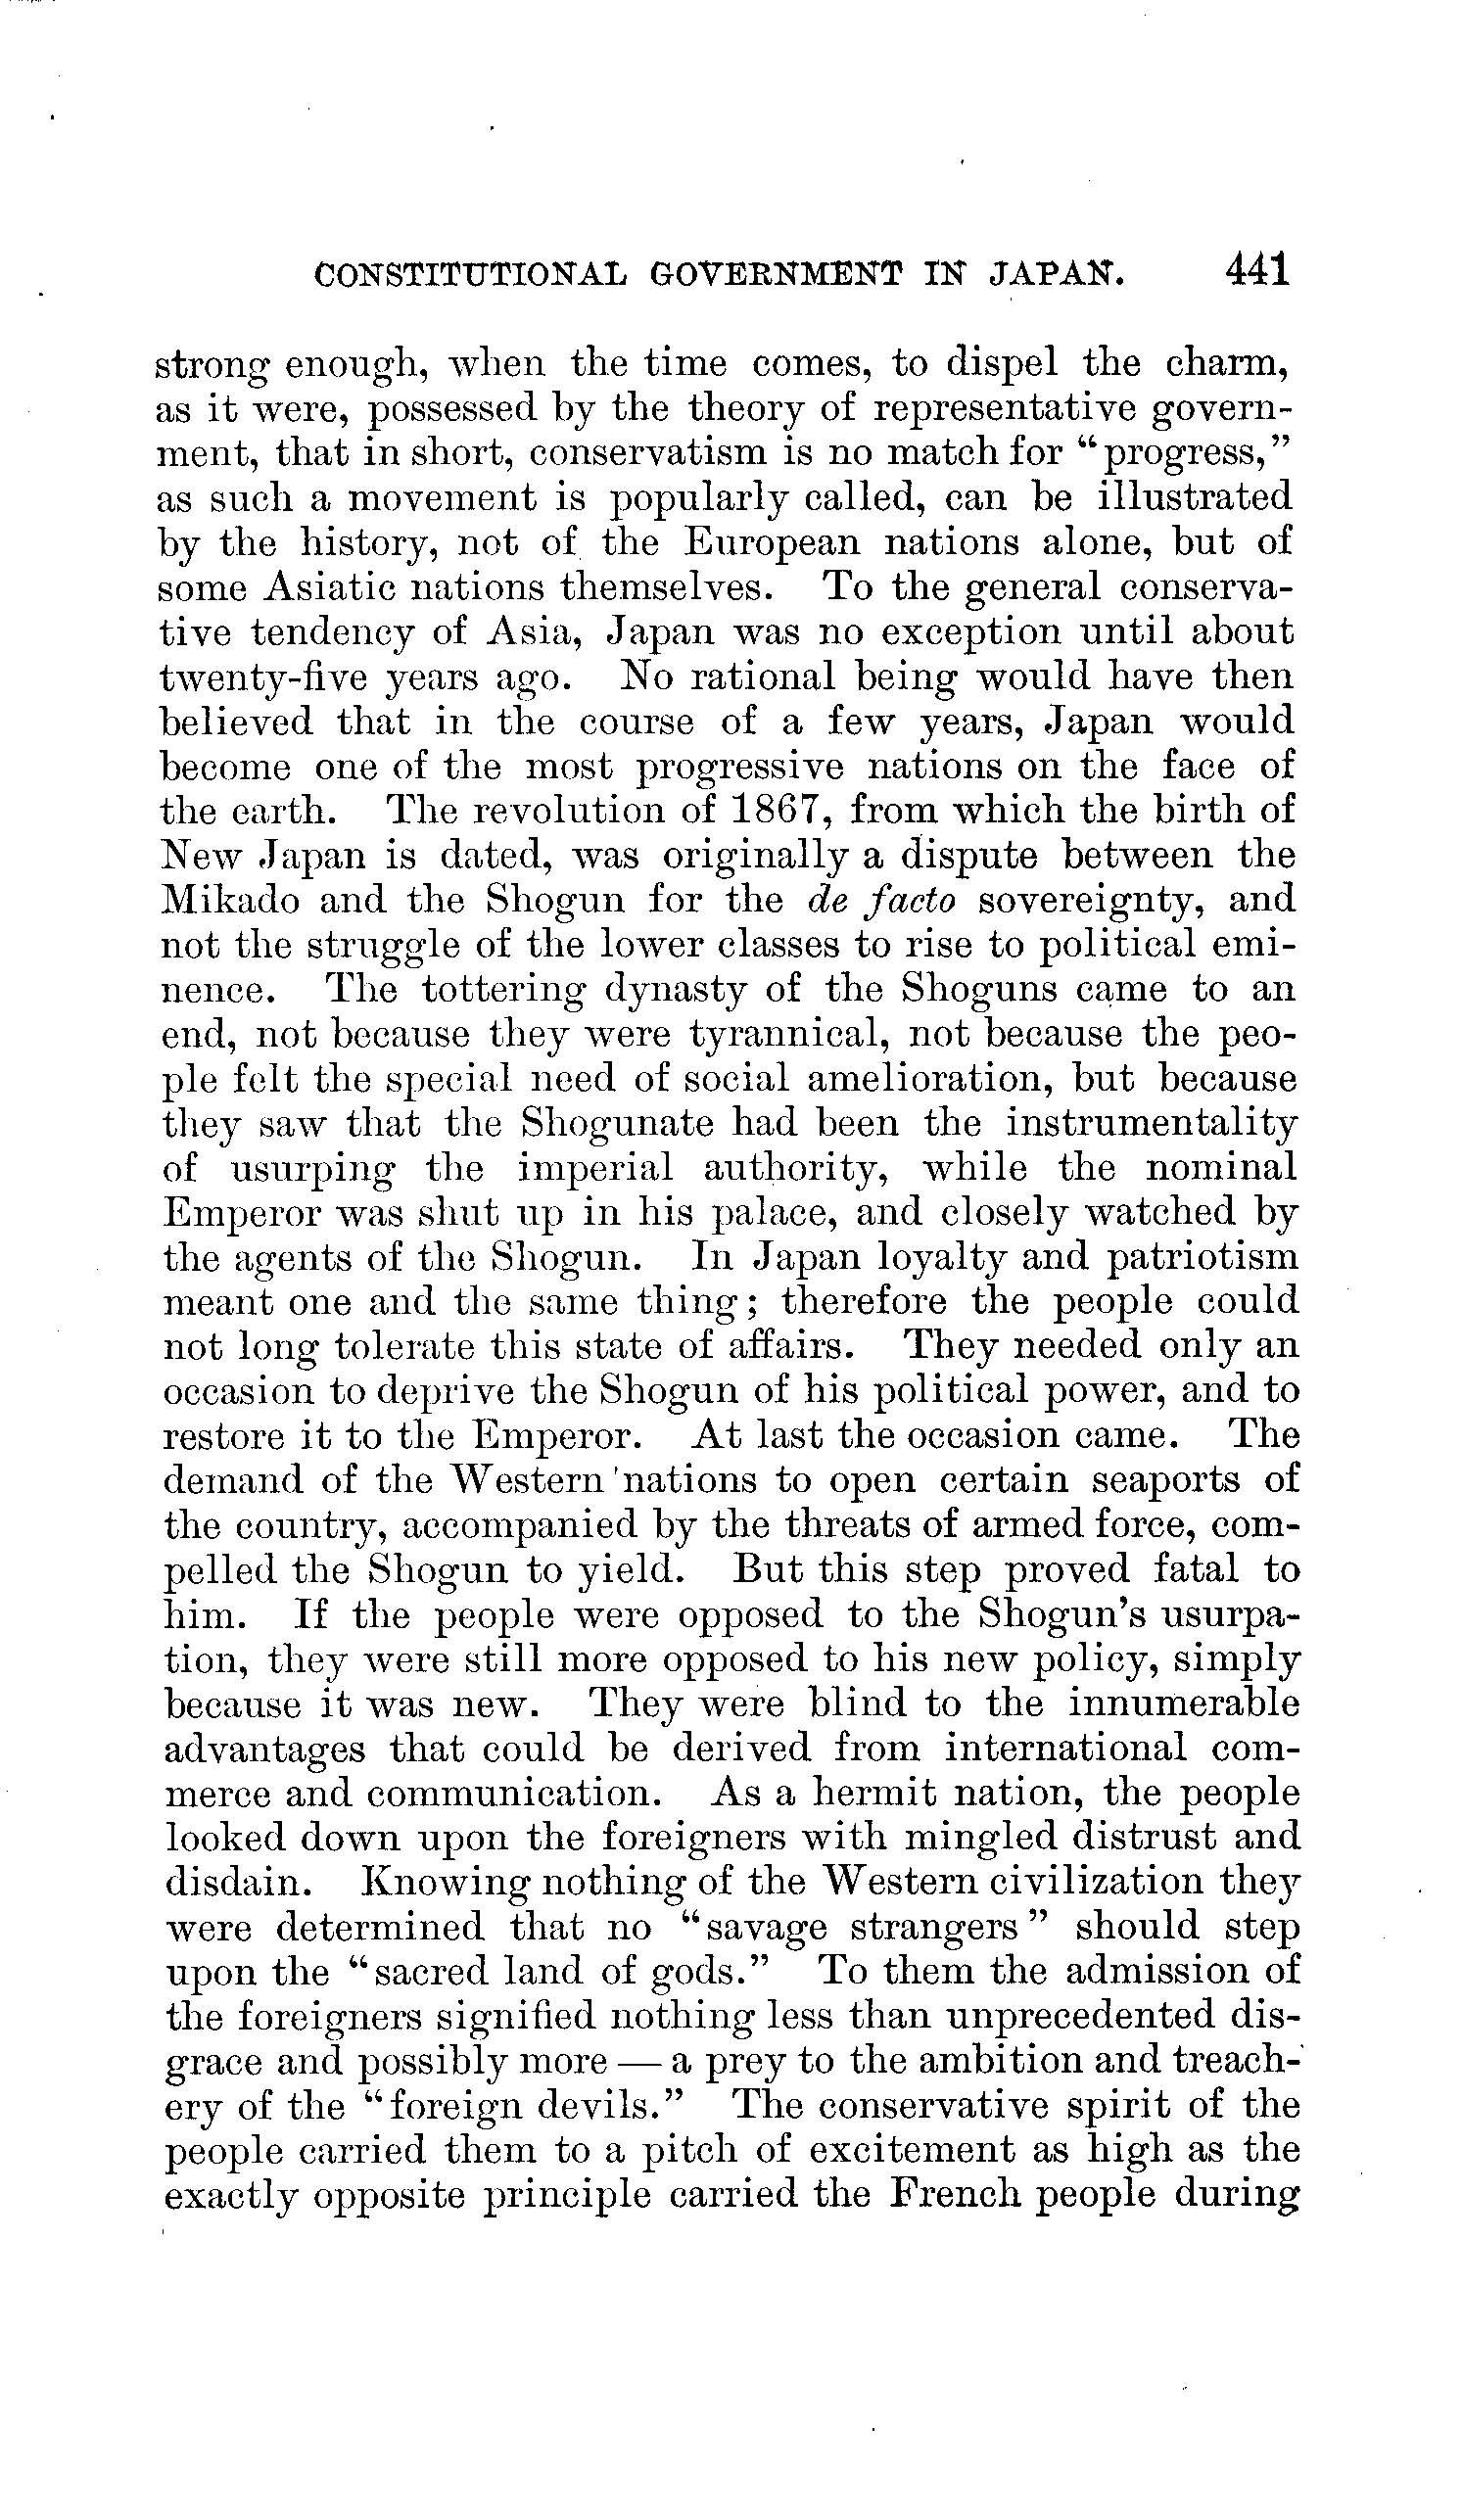 CONSTITUTIONAL GOVERNMENT IN JAPAN. 441
strong enough, when the time comes, to dispel the charm,
as it were, possessed by the theory of representative govern-
ment, that in short, conservatism is no match for “progress,”
as such a movement is popularly called, can be illustrated
by the history, not of the European nations alone, but of
some Asiatic nations themselves. To the general conserva-
tive tendency of Asia, Japan was no exception until about
twenty-five years ago. No rational being would have then
believed that in the course of a few years, Japan would
become one of the most progressive nations on the face of
the earth. The revolution of 1867, from which the birth of
New Japan is dated, was originally a dispute between the
Mikado and the Shogun for the de facto sovereignty, and
not the struggle of the lower classes to rise to political emi-
nence. The tottering dynasty of the Shoguns came to an
end, not because they were tyrannical, not because the peo-
ple felt the special need of social amelioration, but because
they saw that the Shogunate had been the instrumentality
of usurping the imperial authority, while the nominal
Emperor was shut up in his palace, and closely watched by
the agents of the Shogun. In Japan loyalty and patriotism
meant one and the same thing; therefore the people could
not long tolerate this state of affairs. They needed only an
occasion to deprive the Shogun of his political power, and to
restore it to the Emperor. At last the occasion came. The
demand of the Western nations to open certain seaports of
the country, accompanied by the threats of armed force, com-
pelled the Shogun to yield. But this step proved fatal to
him. If the people were opposed to the Shogun’s usurpa-
tion, they were still more opposed to his new policy, simply
because it was new. They were blind to the innumerable
advantages that could be derived from international com-
merce and communication. As a hermit nation, the people
looked down upon the foreigners with mingled distrust and
disdain. Knowing nothing of the Western civilization they
were determined that no “savage strangers” should step
upon the “sacred land of gods.” To them the admission of
the foreigners signified nothing less than unprecedented dis-
grace and possibly more — a prey to the ambition and treach-
ery of the “foreign devils.” The conservative spirit of the
people carried them to a pitch of excitement as high as the
exactly opposite principle carried the French people during